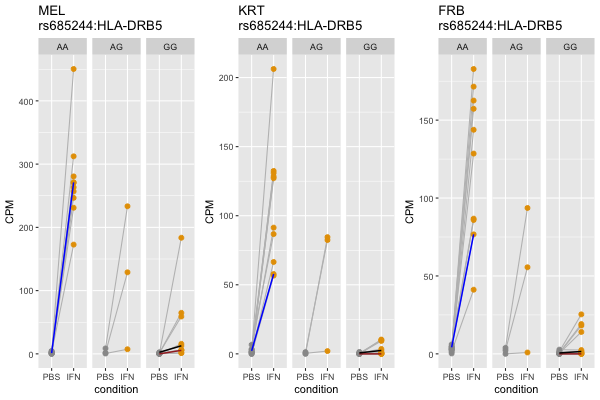 MEL
rs685244:HLA-DRB5
AA AG GG
400
300
200
100
0
CPM
PBS IFN PBS IFN PBS IFN
condition
KRT
rs685244:HLA-DRB5
AA AG GG
200
150
100
50
0
CPM
PBS IFN PBS IFN PBS IFN
condition
FRB
rs685244:HLA-DRB5
AA AG GG
150
100
50
0
CPM
PBS IFN PBS IFN PBS IFN
condition